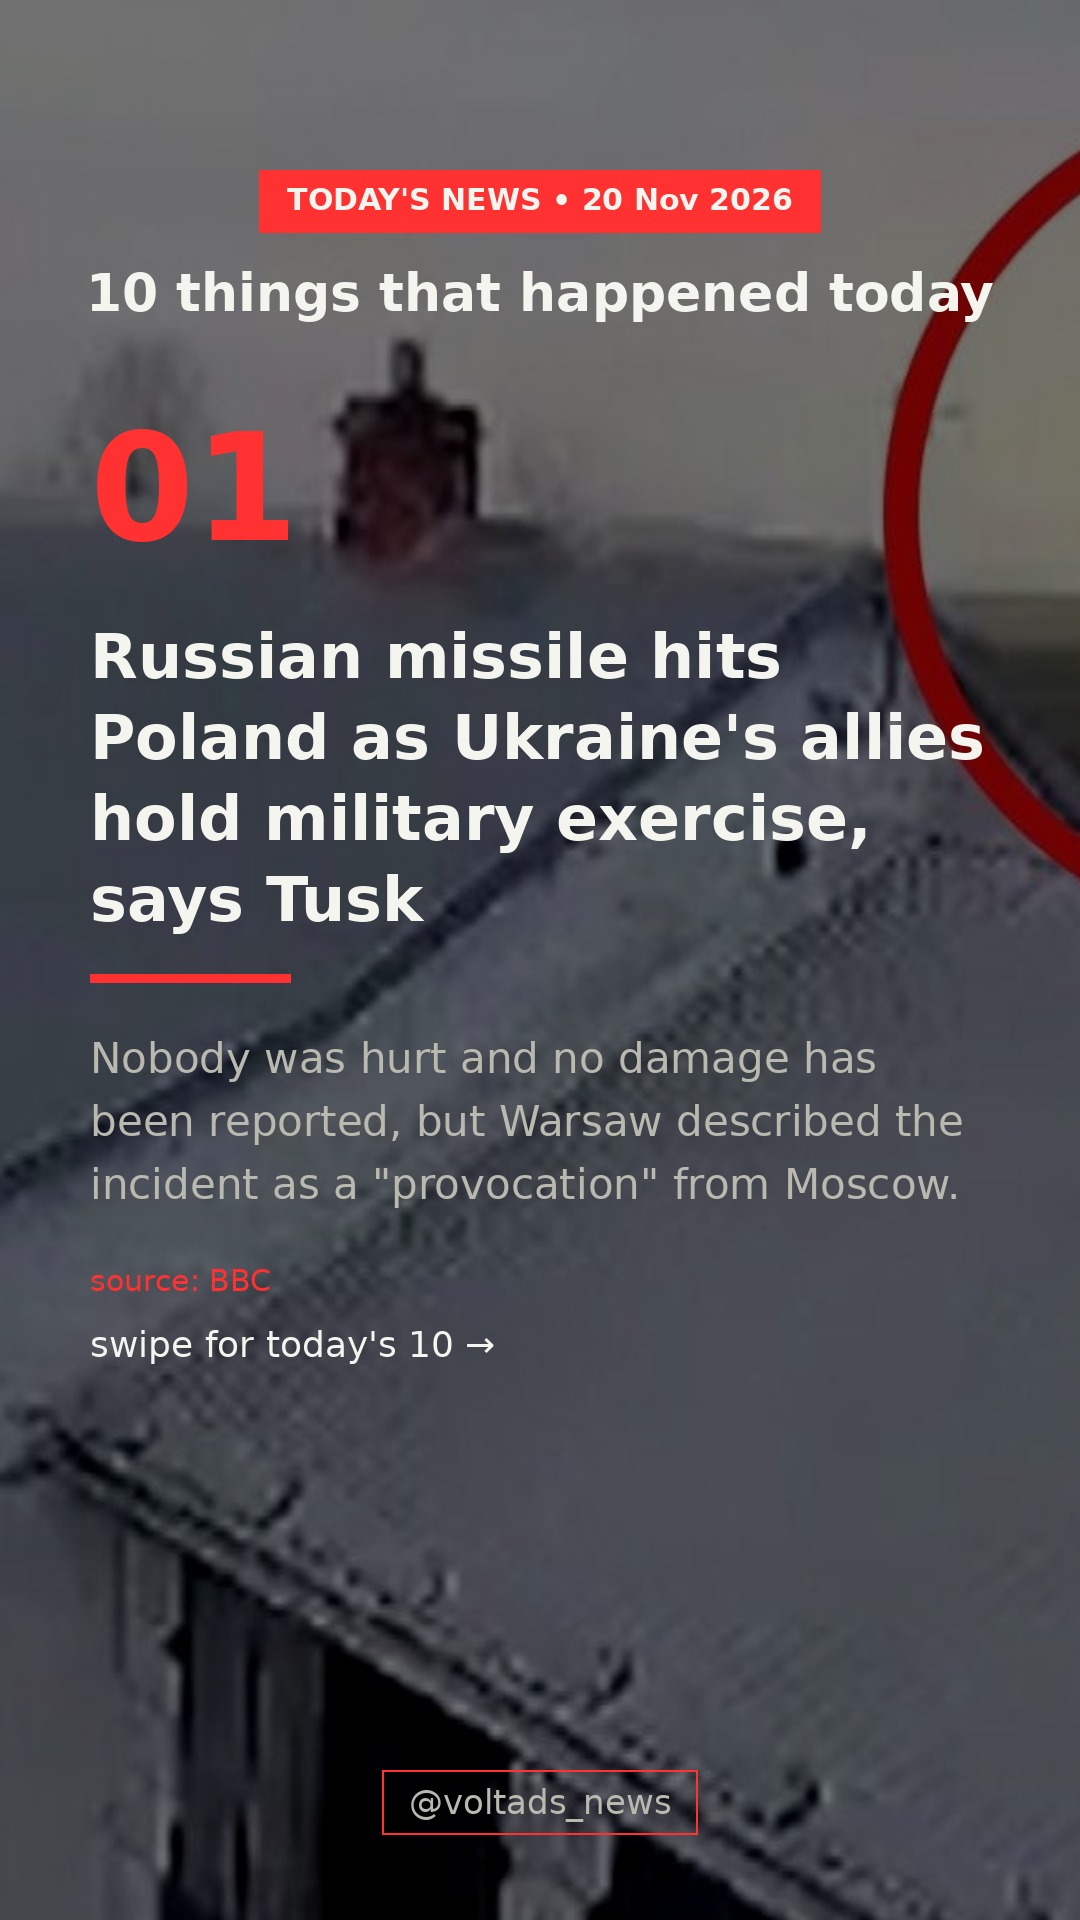 TODAY'S NEWS • 20 Nov 2026
10 things that happened today
01
Russian missile hits
Poland as Ukraine's allies
hold military exercise,
says Tusk
Nobody was hurt and no damage has
been reported, but Warsaw described the
incident as a "provocation" from Moscow.
source: BBC
swipe for today's 10 →
@voltads_news